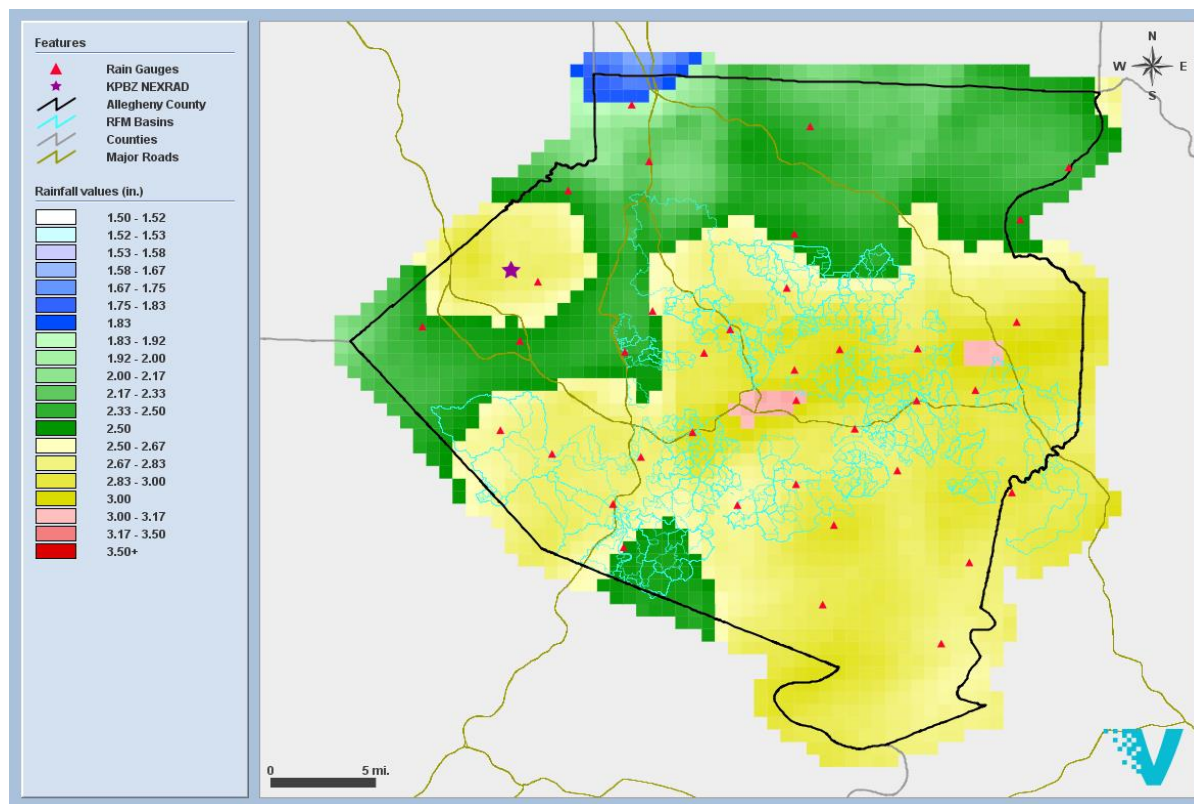 Features
Rain Gauges
KPBZ NEXRAD
Allegheny County
RFM Basins
Counties
Major Roads
Rainfall values (in.)
1.50 - 1.52
1.52 - 1.53
1.53 - 1.58
1.58 - 1.67
1.67 - 1.75
1.75 - 1.83
1.83
1.83 - 1.92
1.92 - 2.00
2.00 - 2.17
2.17 - 2.33
2.33 - 2.50
2.50
2.50 - 2.67
2.67 - 2.83
2.83 - 3.00
3.00
3.00 - 3.17
3.17 - 3.50
3.50+
N
W E
S
0 5 mi.
V